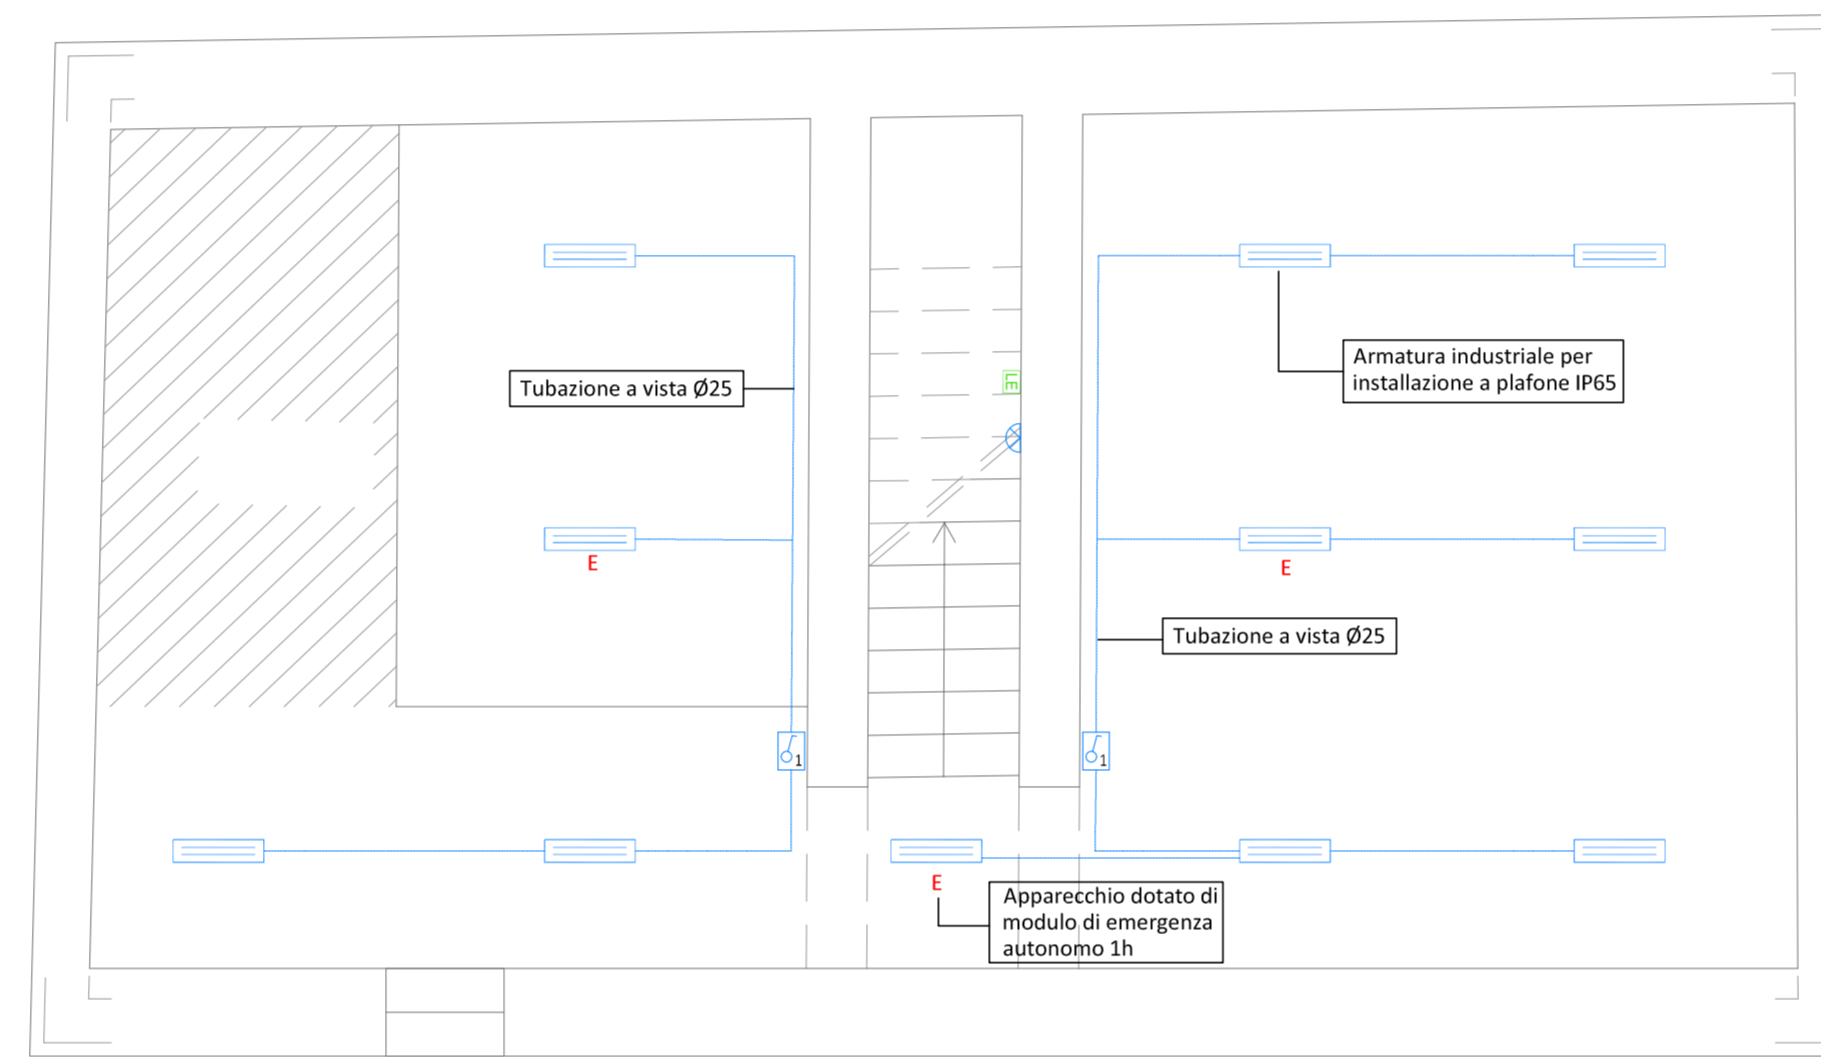 Armatura industriale per
installazione a plafone IP65
Tubazione a vista Ø25
LE
E
E
Tubazione a vista Ø25
1
1
E
Apparecchio dotato di
modulo di emergenza
autonomo 1h